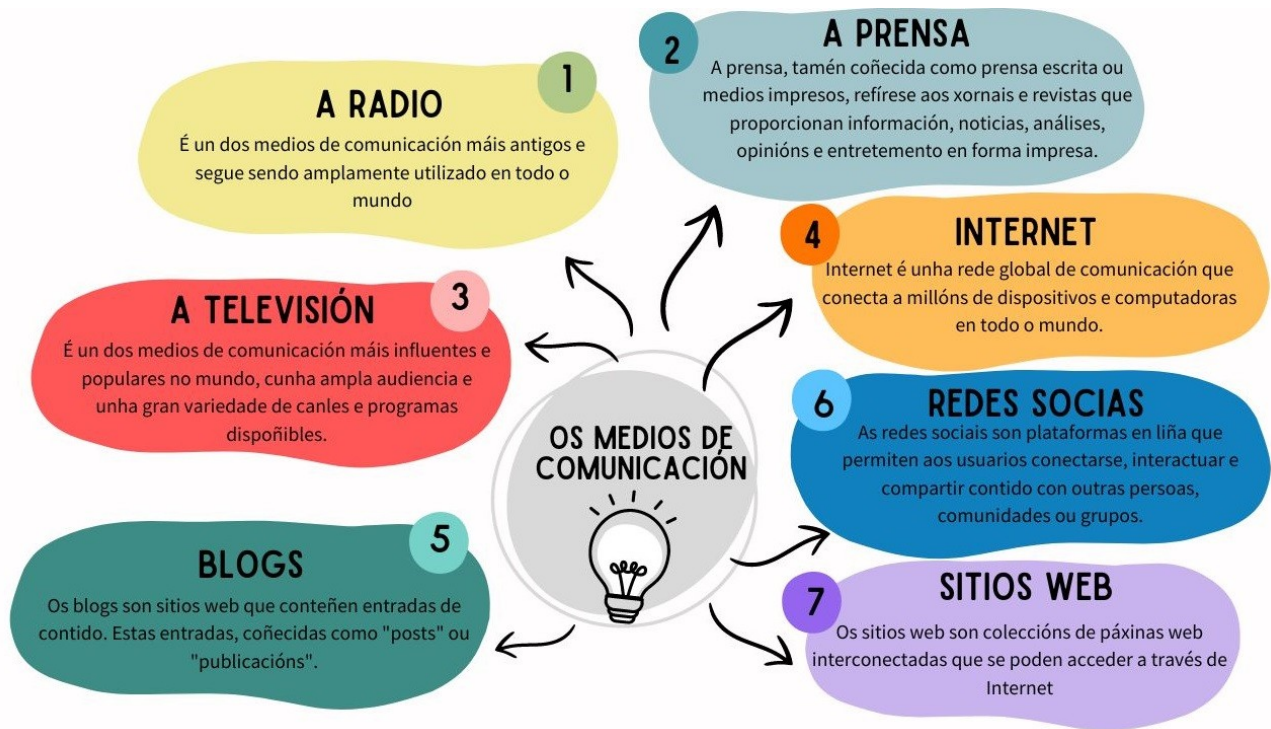 1
A RADIO
É un dos medios de comunicación máis antigos e
segue sendo amplamente utilizado en todo o
mundo
2
A PRENSA
A prensa, tamén coñecida como prensa escrita ou
medios impresos, refírese aos xornais e revistas que
proporcionan información, noticias, análises,
opinións e entretemento en forma impresa.
3
A TELEVISIÓN
É un dos medios de comunicación máis influentes e
populares no mundo, cunha ampla audiencia e
unha gran variedade de canles e programas
dispoñibles.
4
INTERNET
Internet é unha rede global de comunicación que
conecta a millóns de dispositivos e computadoras
en todo o mundo.
OS MEDIOS DE
COMUNICACIÓN
5
BLOGS
Os blogs son sitios web que conteñen entradas de
contido. Estas entradas, coñecidas como "posts" ou
"publicacións".
6
REDES SOCIAS
As redes sociais son plataformas en liña que
permiten aos usuarios conectarse, interactuar e
compartir contido con outras persoas,
comunidades ou grupos.
7
SITIOS WEB
Os sitios web son coleccións de páxinas web
interconectadas que se poden acceder a través de
Internet